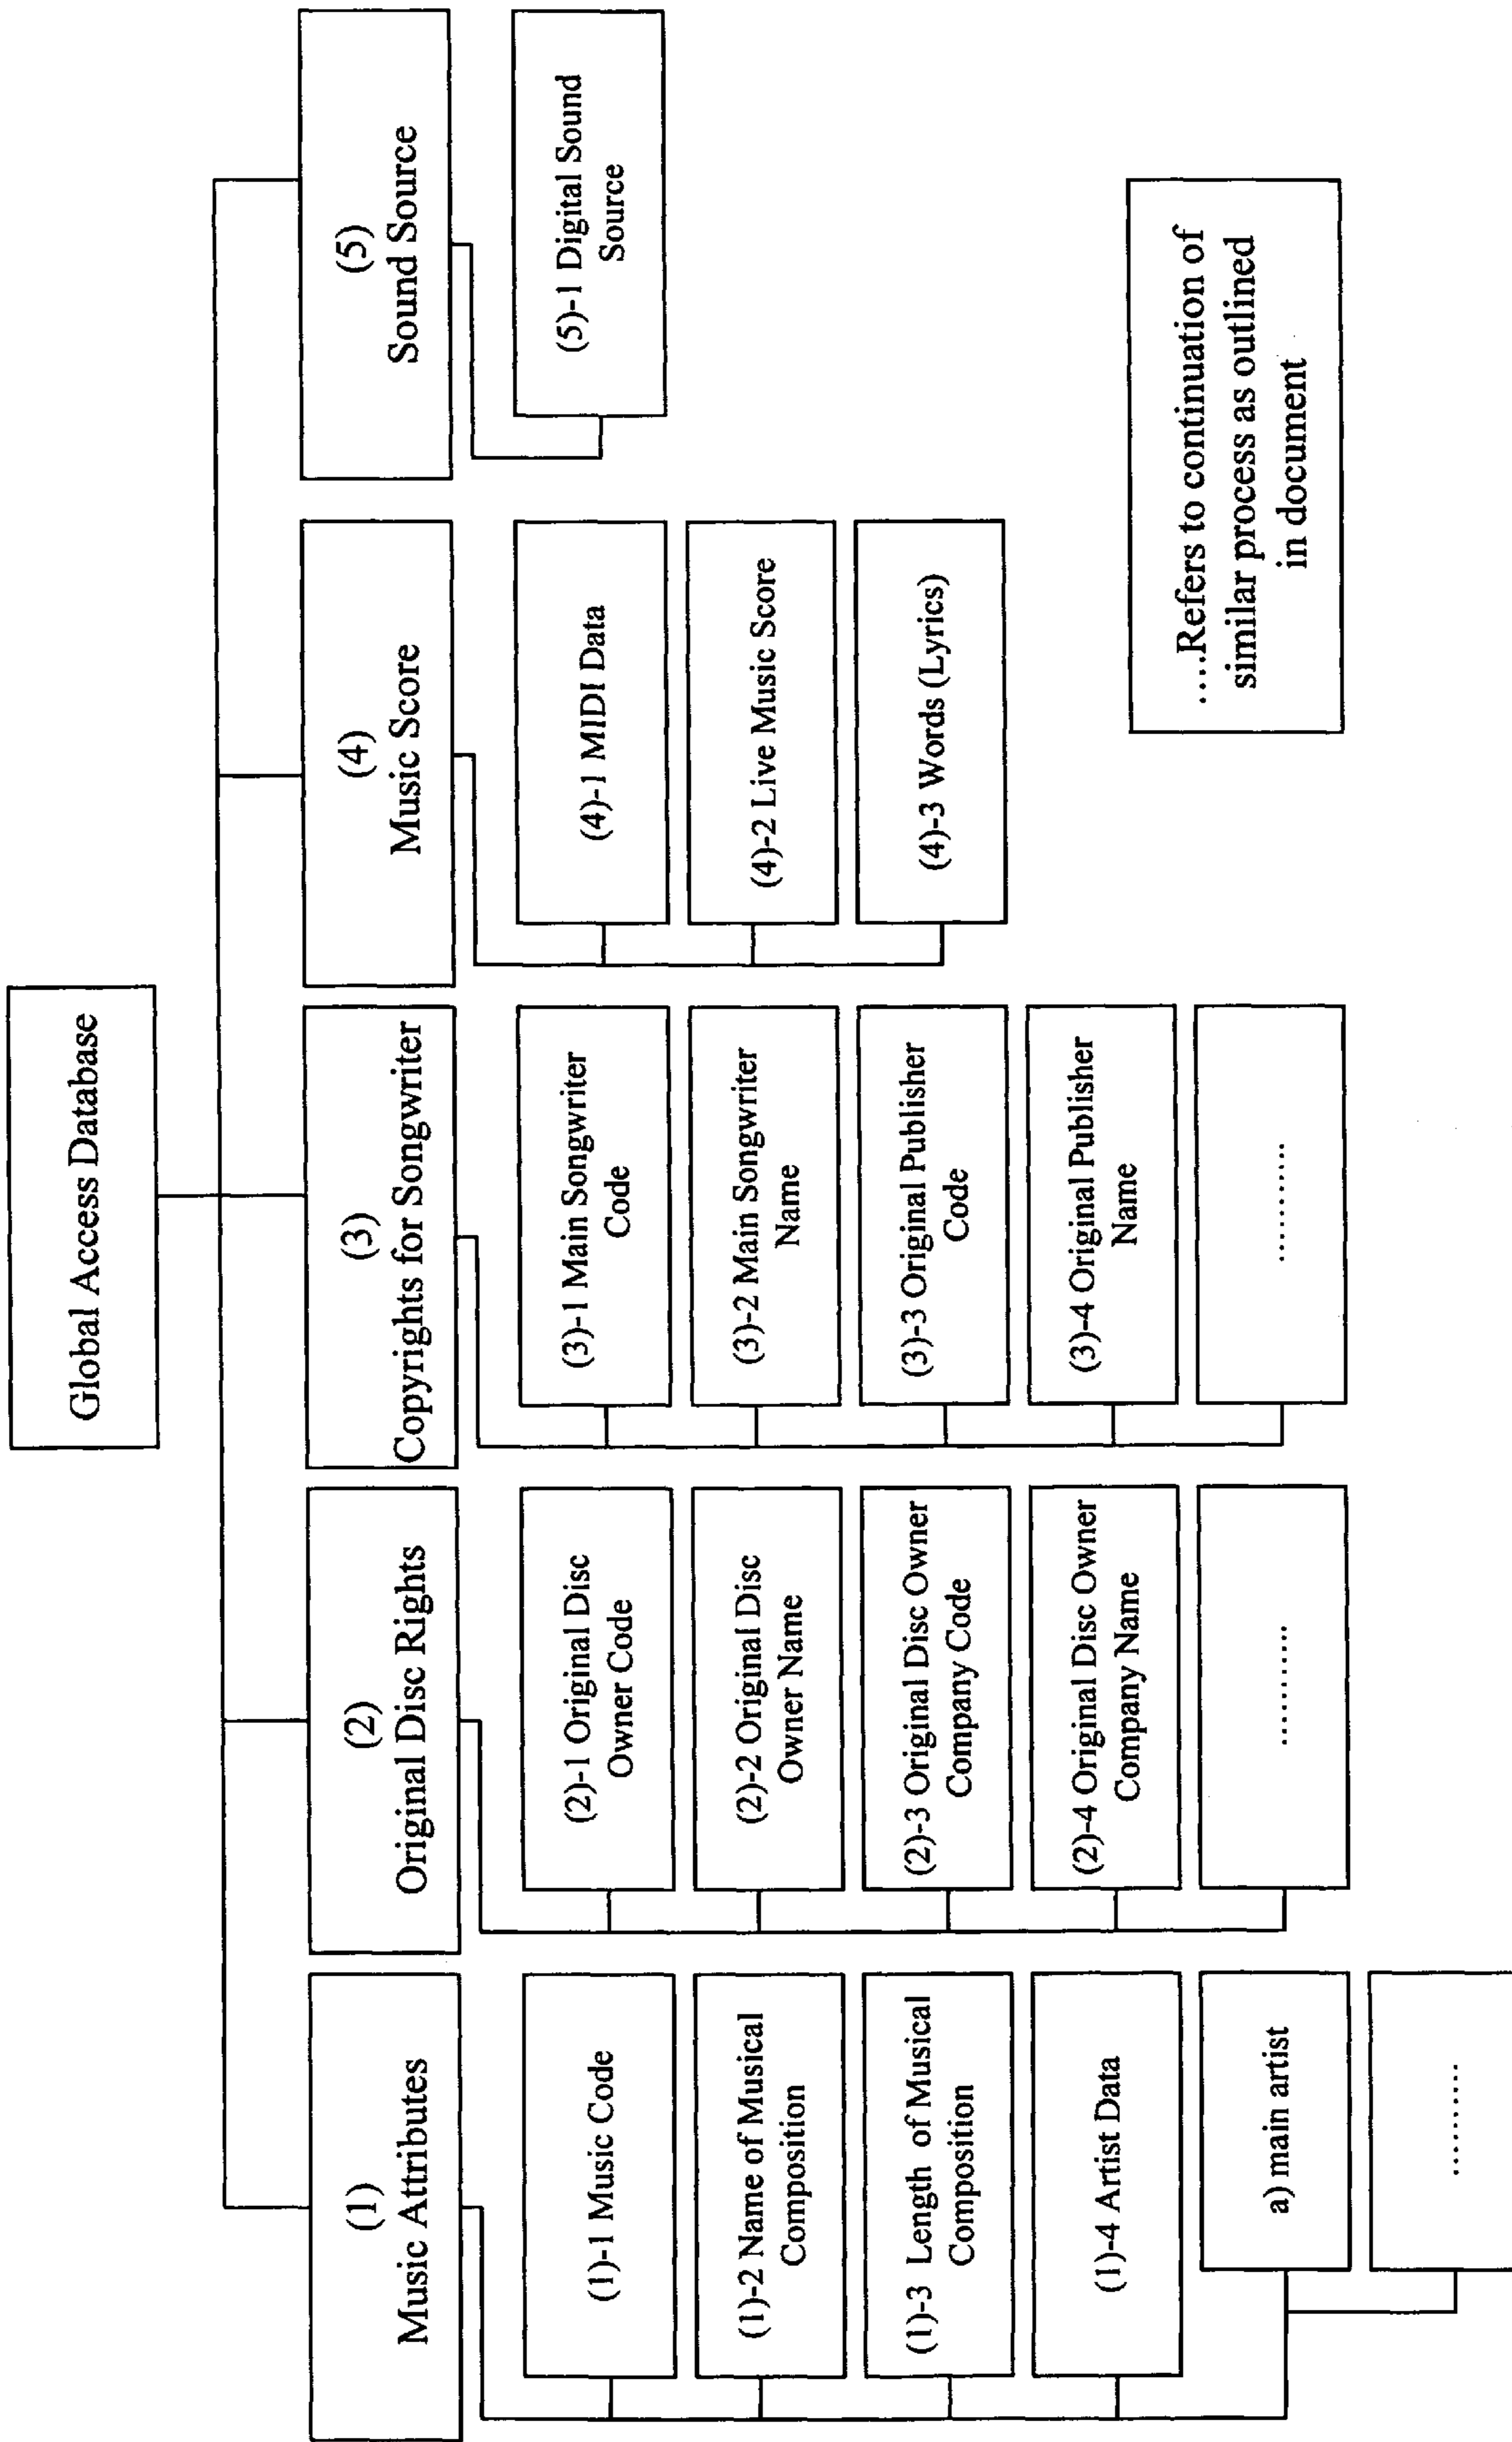 Global Access Database
(1)
Music Attributes
(1)-1 Music Code
(1)-2 Name of Musical
Composition
(1)-3 Length of Musical
Composition
(1)-4 Artist Data
a) main artist
..........
(2)
Original Disc Rights
(2)-1 Original Disc
Owner Code
(2)-2 Original Disc
Owner Name
(2)-3 Original Disc Owner
Company Code
(2)-4 Original Disc Owner
Company Name
..........
(3)
Copyrights for Songwriter
(3)-1 Main Songwriter
Code
(3)-2 Main Songwriter
Name
(3)-3 Original Publisher
Code
(3)-4 Original Publisher
Name
..........
(4)
Music Score
(4)-1 MIDI Data
(4)-2 Live Music Score
(4)-3 Words (Lyrics)
(5)
Sound Source
(5)-1 Digital Sound
Source
....Refers to continuation of
similar process as outlined
in document